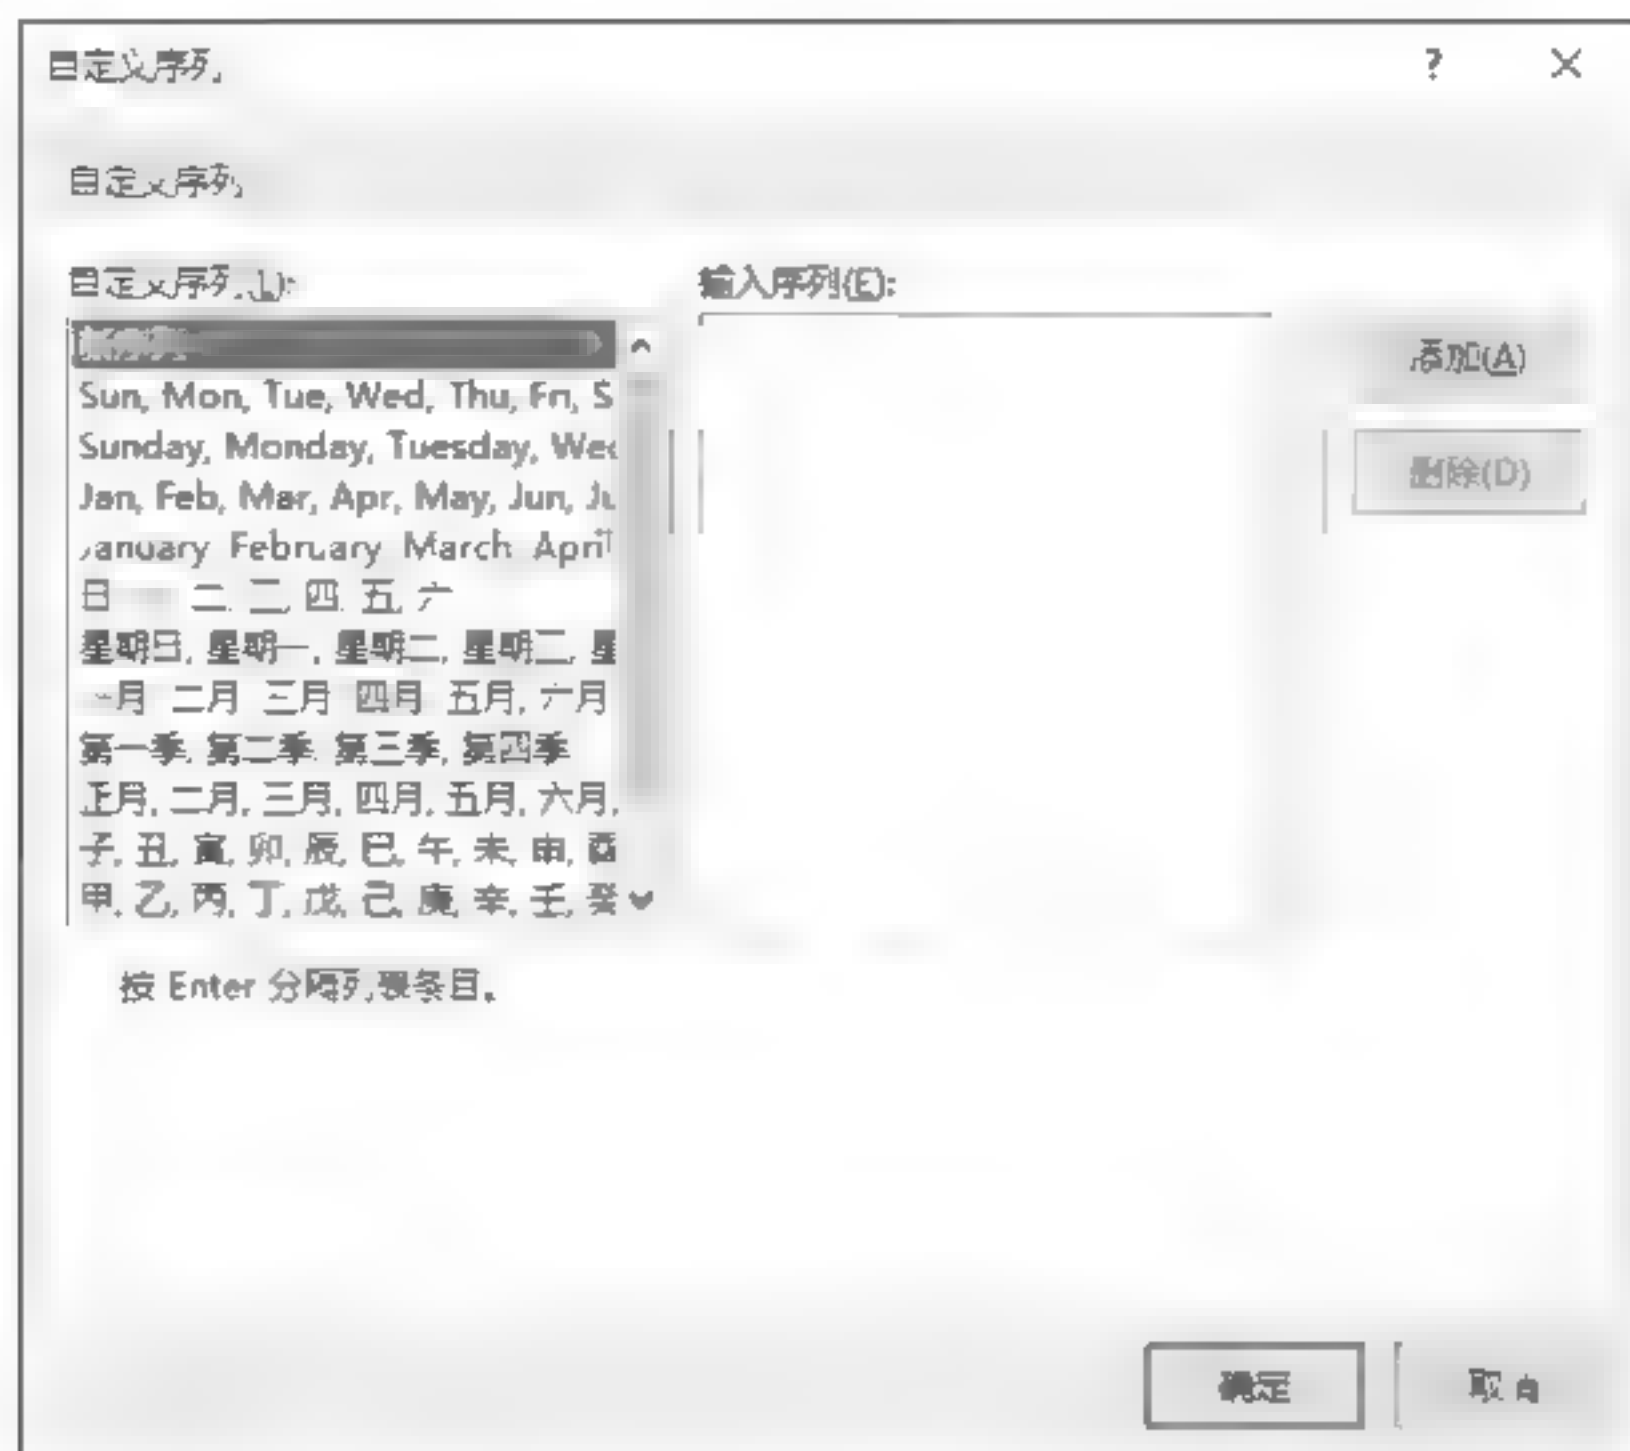 自定义序列 ? ×
自定义序列
自定义序列(L):
Sun, Mon, Tue, Wed, Thu, Fri, S
Sunday, Monday, Tuesday, Wed
Jan, Feb, Mar, Apr, May, Jun, Ju
January February March April
日 一 二 三 四 五, 六
星期日, 星期一, 星期二, 星期三, 星
一月 二月 三月 四月 五月, 六月
第一季, 第二季 第三季, 第四季
正月, 二月, 三月, 四月, 五月, 六月,
子, 丑, 寅, 卯, 辰, 巳, 午, 未, 申, 酉
甲, 乙, 丙, 丁, 戊, 己, 庚, 辛, 壬, 癸
按 Enter 分隔列表条目。
输入序列(E):
添加(A)
删除(D)
确定